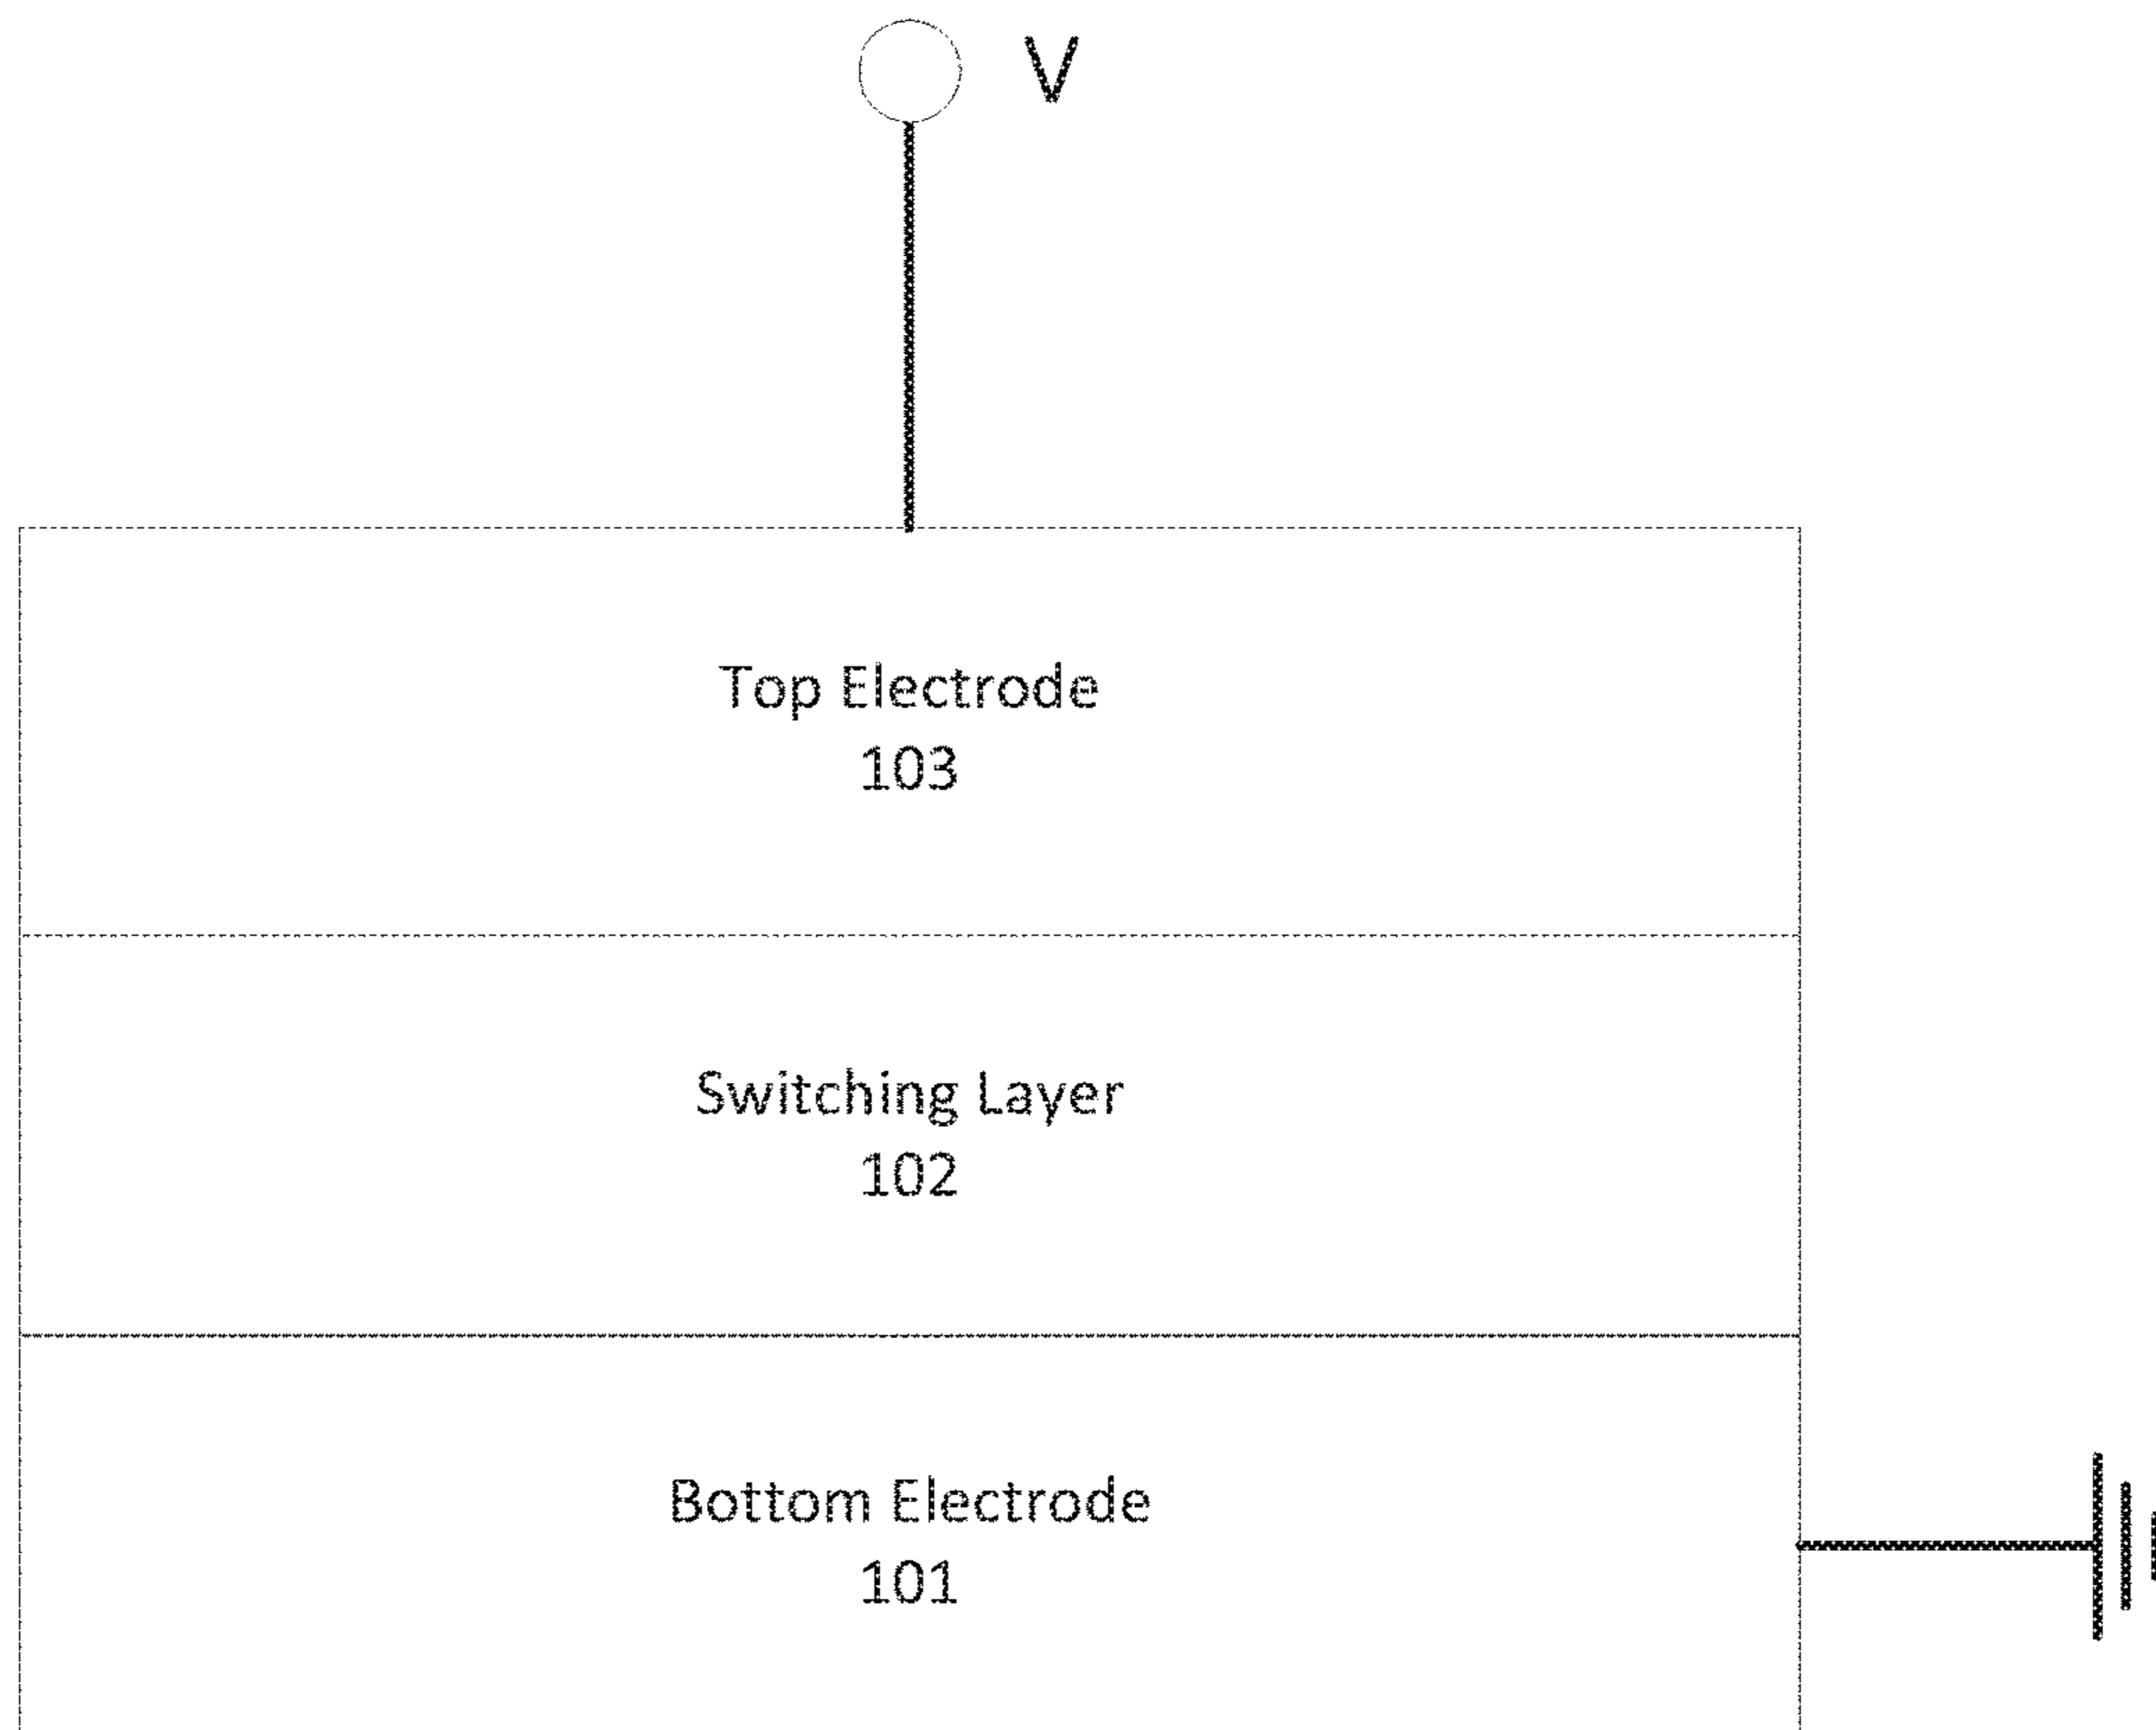 V
Top Electrode
103
Switching Layer
102
Bottom Electrode
101